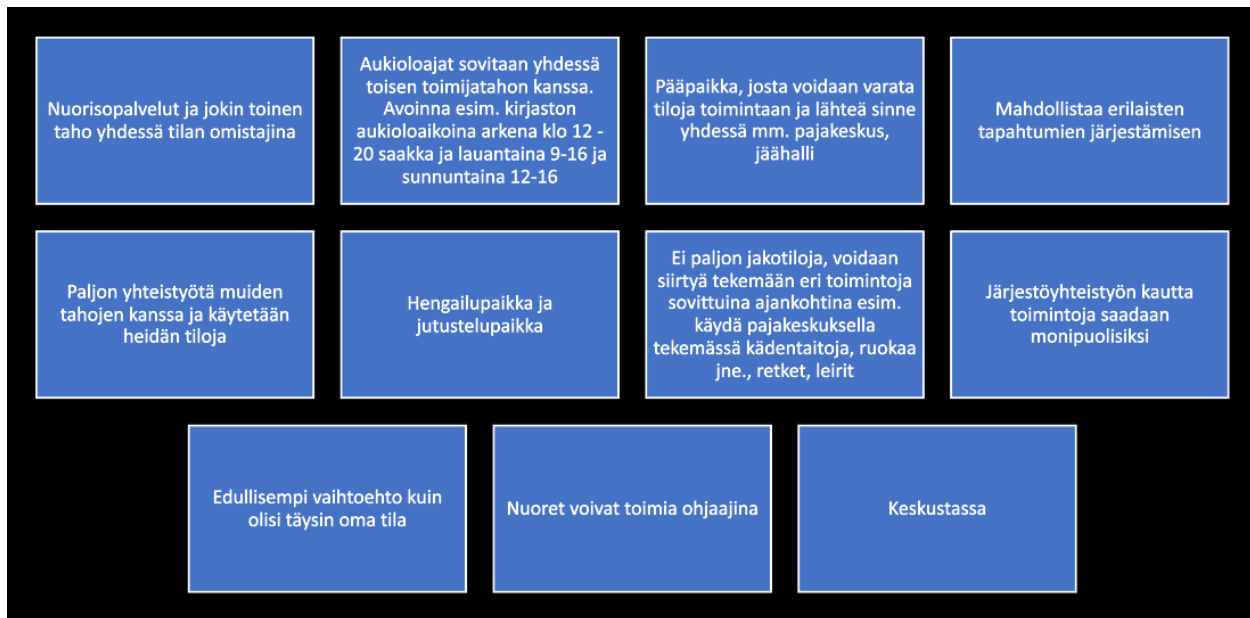 Nuorisopalvelut ja jokin toinen
taho yhdessä tilan omistajina
Aukioloajat sovitaan yhdessä
toisen toimijatahon kanssa.
Avoinna esim. kirjaston
aukioloaikoina arkena klo 12 -
20 saakka ja lauantaina 9-16 ja
sunnuntaina 12-16
Pääpaikka, josta voidaan varata
tiloja toimintaan ja lähteä sinne
yhdessä mm. pajakeskus,
jäähalli
Mahdollistaa erilaisten
tapahtumien järjestämisen
Paljon yhteistyötä muiden
tahojen kanssa ja käytetään
heidän tiloja
Hengailupaikka ja
jutustelupaikka
Ei paljon jakotiloja, voidaan
siirtyä tekemään eri toimintoja
sovittuina ajankohtina esim.
käydä pajakeskuksella
tekemässä kädentaitoja, ruokaa
jne., retket, leirit
Järjestöyhteistyön kautta
toimintoja saadaan
monipuolisiksi
Edullisempi vaihtoehto kuin
olisi täysin oma tila
Nuoret voivat toimia ohjaajina
Keskustassa